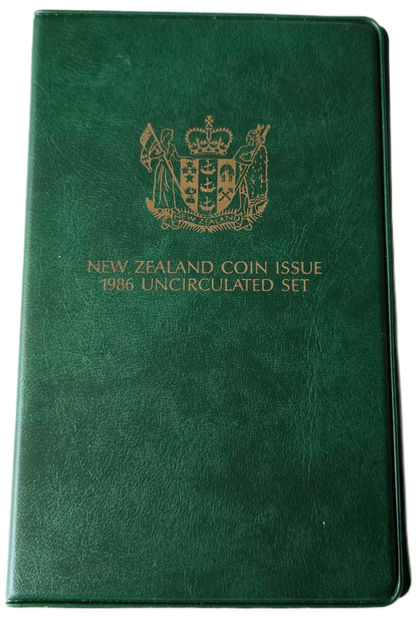 NEW ZEALAND
NEW ZEALAND COIN ISSUE
1986 UNCIRCULATED SET